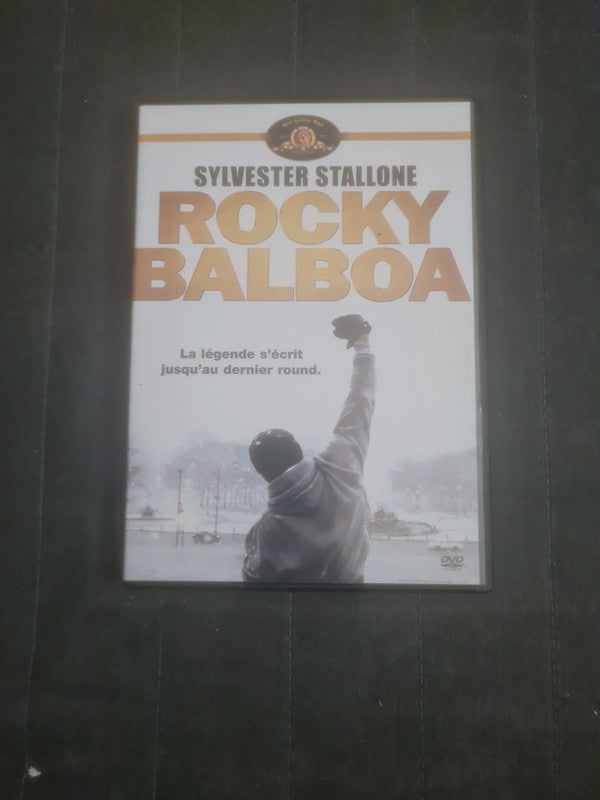 SYLVESTER STALLONE
ROCKY
BALBOA
La légende s'écrit
jusqu'au dernier round.
DVD